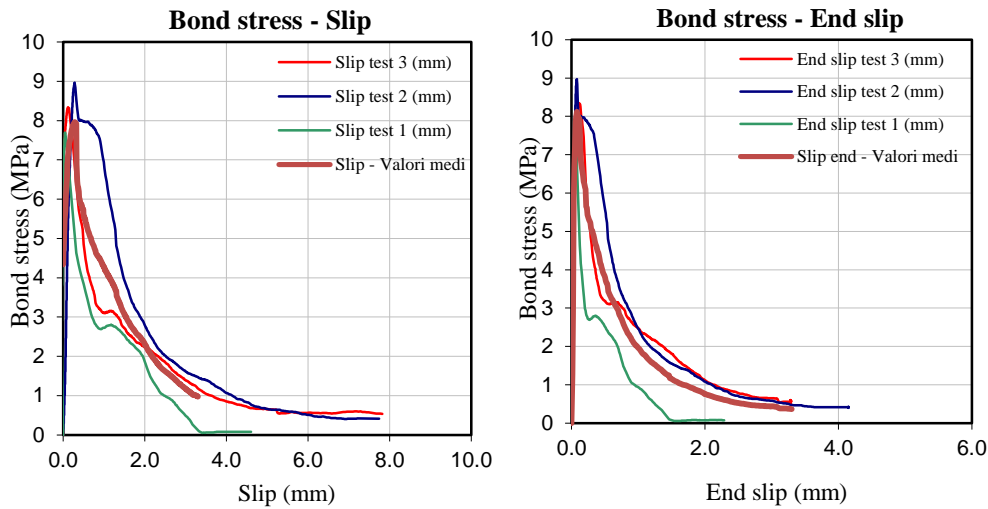 Bond stress - Slip
10
9
8
7
6
5
4
3
2
1
0
0.0 2.0 4.0 6.0 8.0 10.0
Bond stress (MPa)
Slip (mm)
Slip test 3 (mm)
Slip test 2 (mm)
Slip test 1 (mm)
Slip - Valori medi
Bond stress - End slip
10
9
8
7
6
5
4
3
2
1
0
0.0 2.0 4.0 6.0
Bond stress (MPa)
End slip (mm)
End slip test 3 (mm)
End slip test 2 (mm)
End slip test 1 (mm)
Slip end - Valori medi